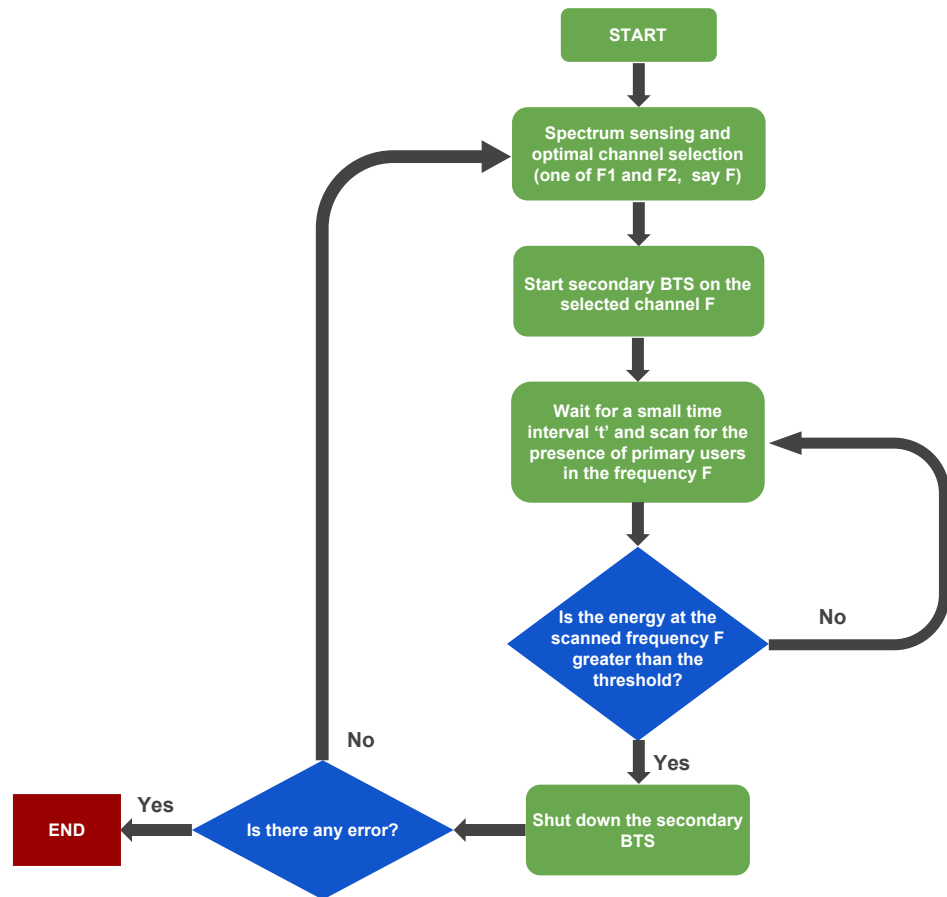 START
Spectrum sensing and
optimal channel selection
(one of F1 and F2, say F)
Start secondary BTS on the
selected channel F
Wait for a small time
interval ‘t’ and scan for the
presence of primary users
in the frequency F
Is the energy at the
scanned frequency F
greater than the
threshold?
No
Yes
Shut down the secondary
BTS
Is there any error?
No
Yes
END